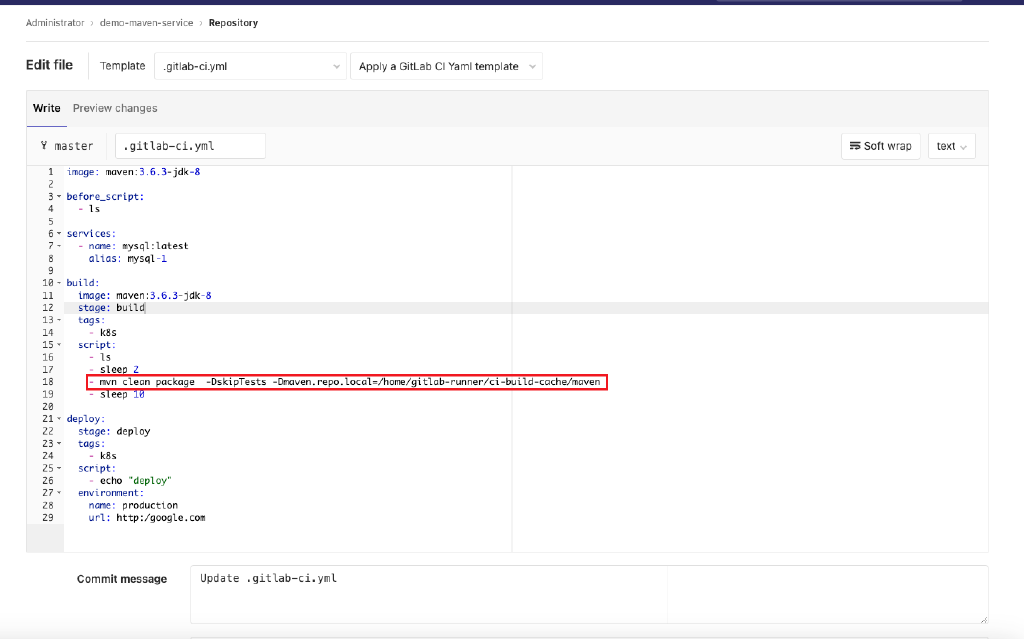 Administrator › demo-maven-service › Repository
Edit file Template .gitlab-ci.yml Apply a GitLab CI Yaml template
Write Preview changes
master .gitlab-ci.yml Soft wrap text
1 image: maven:3.6.3-jdk-8
2
3 before_script:
4 - ls
5
6 services:
7 - name: mysql:latest
8 alias: mysql-1
9
10 build:
11 image: maven:3.6.3-jdk-8
12 stage: build
13 tags:
14 - k8s
15 script:
16 - ls
17 - sleep 2
18 - mvn clean package  -DskipTests -Dmaven.repo.local=/home/gitlab-runner/ci-build-cache/maven
19 - sleep 10
20
21 deploy:
22 stage: deploy
23 tags:
24 - k8s
25 script:
26 - echo "deploy"
27 environment:
28 name: production
29 url: http:/google.com
Commit message Update .gitlab-ci.yml